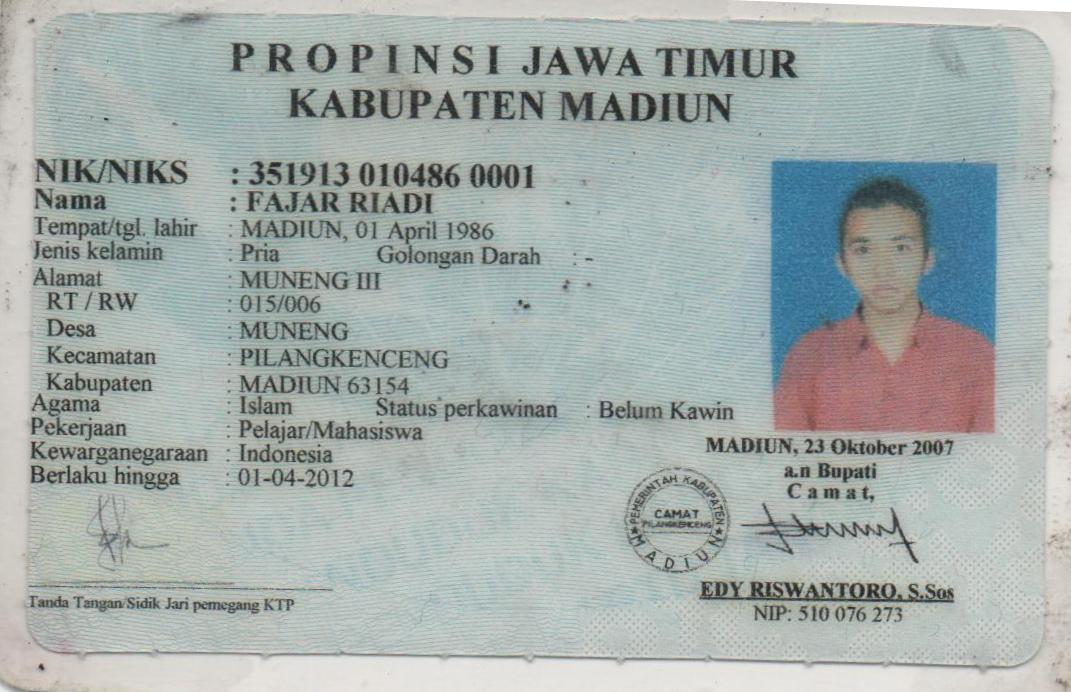 PROPINSI JAWA TIMUR
KABUPATEN MADIUN
NIK/NIKS : 351913 010486 0001
Nama : FAJAR RIADI
Tempat/tgl. lahir : MADIUN, 01 April 1986
Jenis kelamin : Pria Golongan Darah : -
Alamat : MUNENG III
RT / RW : 015/006
Desa : MUNENG
Kecamatan : PILANGKENCENG
Kabupaten : MADIUN 63154
Agama : Islam Status perkawinan : Belum Kawin
Pekerjaan : Pelajar/Mahasiswa
Kewarganegaraan : Indonesia
Berlaku hingga : 01-04-2012
MADIUN, 23 Oktober 2007
a.n Bupati
Camat,
PEMERINTAH KABUPATEN
CAMAT
PILANGKENCENG
MADIUN
EDY RISWANTORO, S.Sos
NIP: 510 076 273
Tanda Tangan/Sidik Jari pemegang KTP